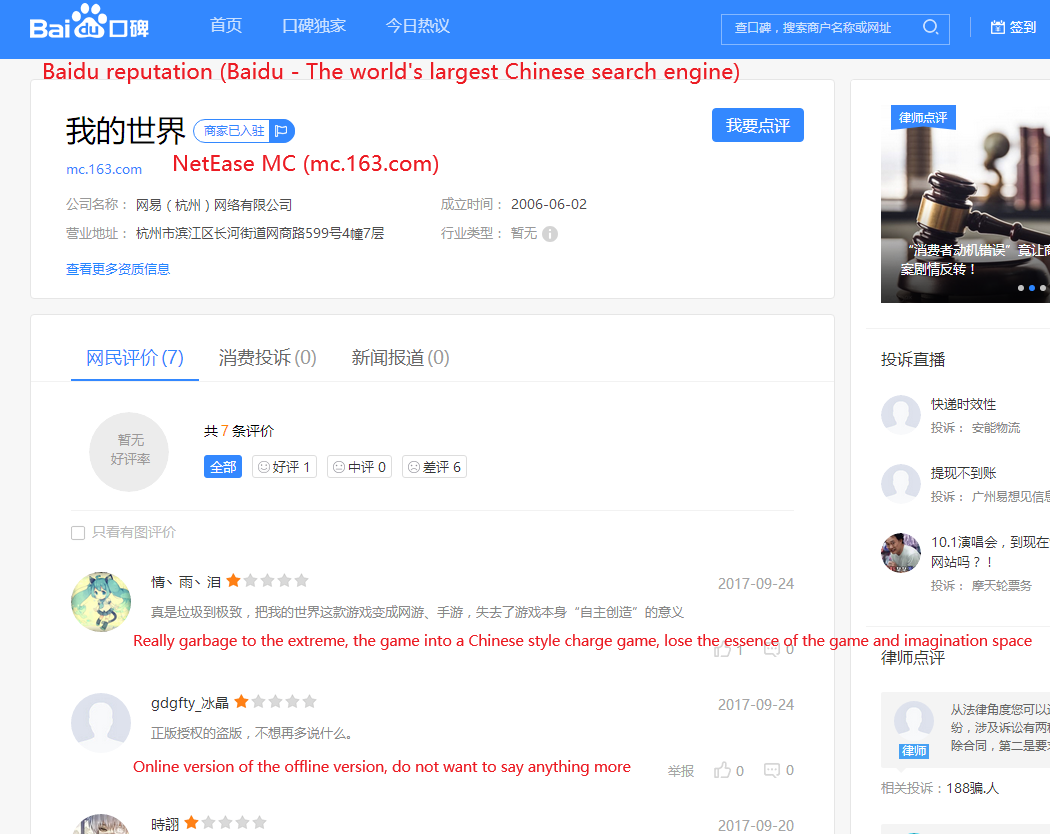 Bai du 口碑
首页 口碑独家 今日热议
查口碑，搜索商户名称或网址
签到
Baidu reputation (Baidu - The world's largest Chinese search engine)
我的世界
商家已入驻
我要点评
mc.163.com
NetEase MC (mc.163.com)
公司名称： 网易（杭州）网络有限公司
成立时间： 2006-06-02
营业地址： 杭州市滨江区长河街道网商路599号4幢7层
行业类型： 暂无
查看更多资质信息
网民评价(7) 消费投诉(0) 新闻报道(0)
暂无
好评率
共 7 条评价
全部 好评 1 中评 0 差评 6
只看有图评价
情丶雨丶泪
2017-09-24
真是垃圾到极致，把我的世界这款游戏变成网游、手游，失去了游戏本身“自主创造”的意义
Really garbage to the extreme, the game into a Chinese style charge game, lose the essence of the game and imagination space
1 0
gdgfty_冰晶
2017-09-24
正版授权的盗版，不想再多说什么。
Online version of the offline version, do not want to say anything more
举报 0 0
時翮
2017-09-20
律师点评
“消费者动机错误”竟让商
案剧情反转！
投诉直播
快递时效性
投诉： 安能物流
提现不到账
投诉： 广州易想见信息
10.1演唱会，到现在
网站吗？！
投诉： 摩天轮票务
律师点评
从法律角度您可以
纷，涉及诉讼有两
除合同，第二是要
律师
相关投诉：188骗.人